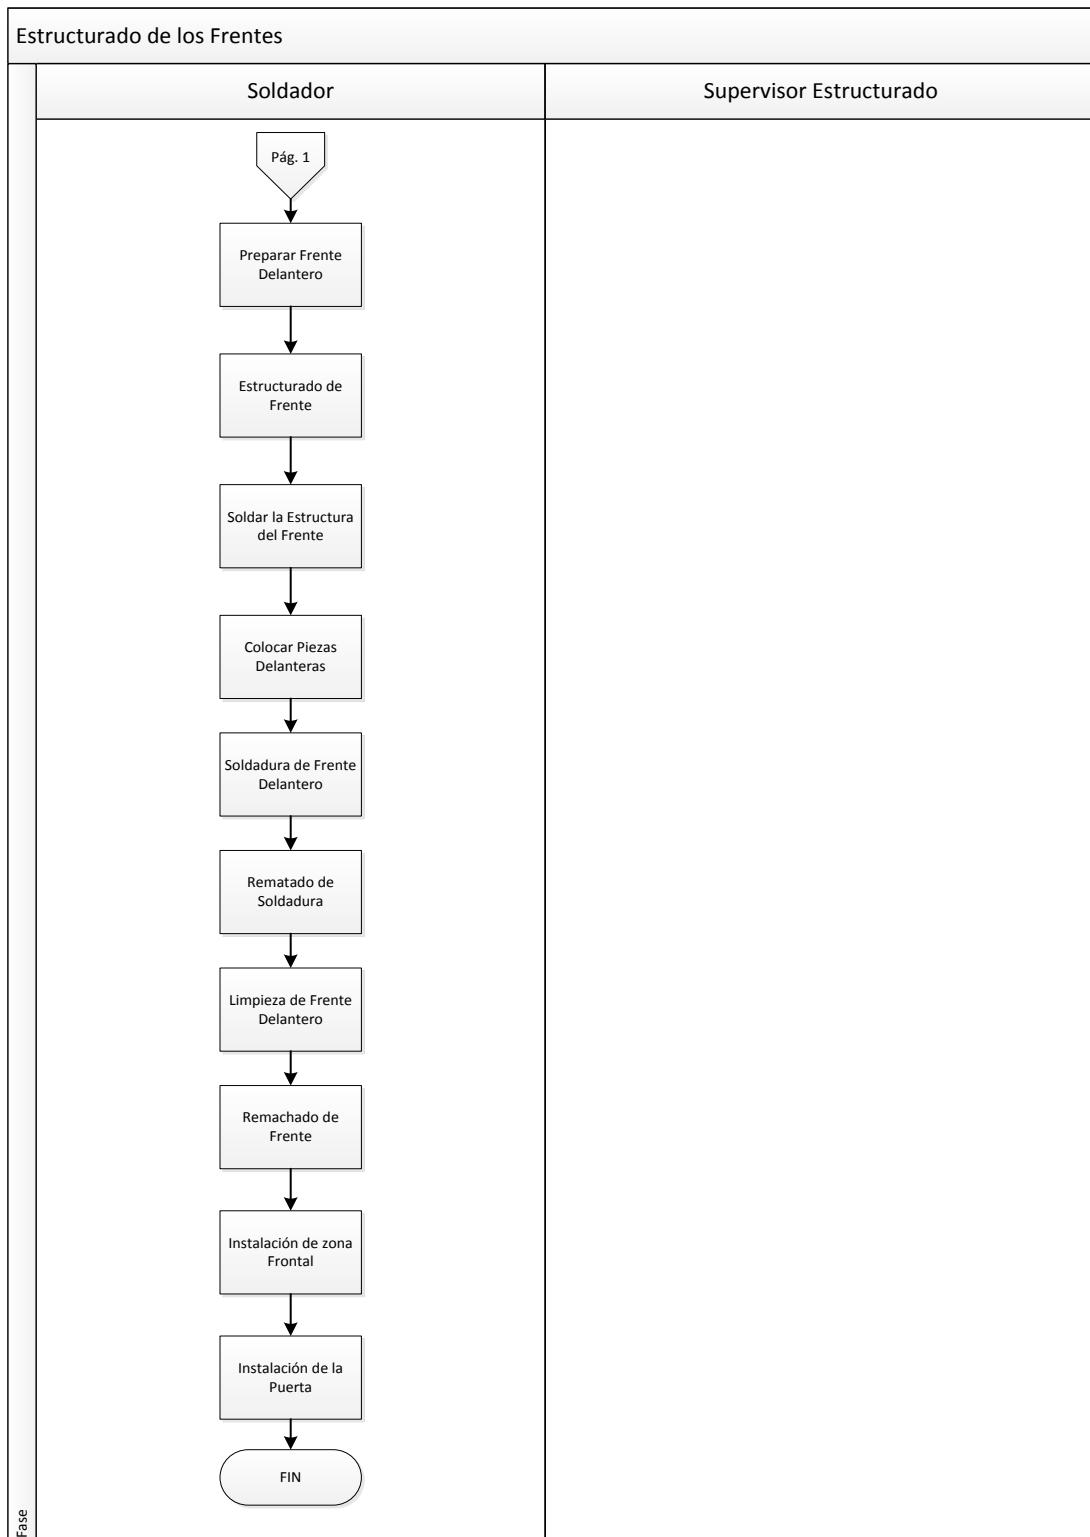 Estructurado de los Frentes
Soldador
Supervisor Estructurado
Pág. 1
Preparar Frente
Delantero
Estructurado de
Frente
Soldar la Estructura
del Frente
Colocar Piezas
Delanteras
Soldadura de Frente
Delantero
Rematado de
Soldadura
Limpieza de Frente
Delantero
Remachado de
Frente
Instalación de zona
Frontal
Instalación de la
Puerta
FIN
Fase